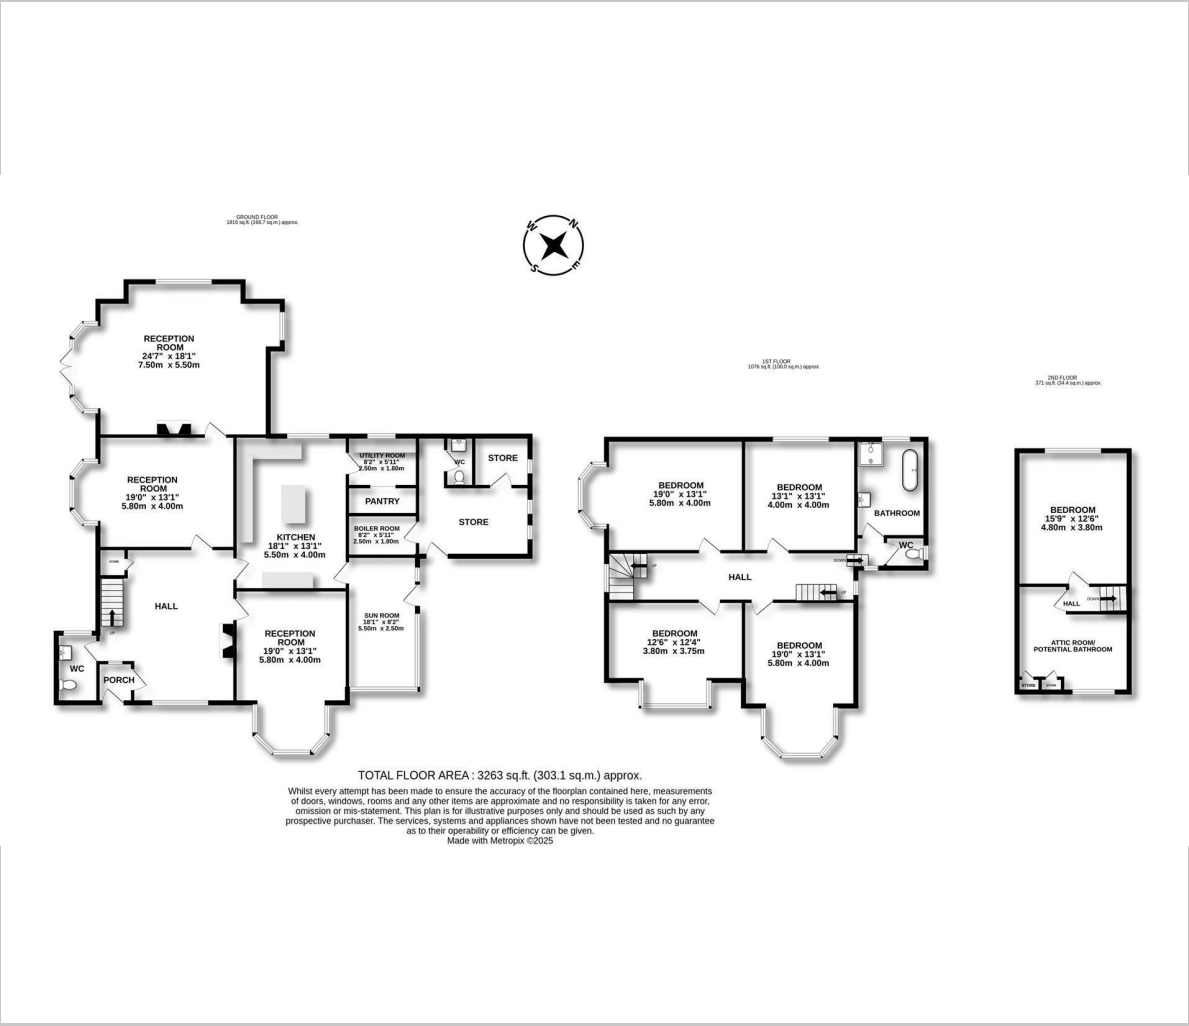 GROUND FLOOR
1816 sq.ft. (168.7 sq.m.) approx.
RECEPTION
ROOM
24'7" x 18'1"
7.50m x 5.50m
RECEPTION
ROOM
19'0" x 13'1"
5.80m x 4.00m
KITCHEN
18'1" x 13'1"
5.50m x 4.00m
UTILITY ROOM
8'2" x 5'11"
2.50m x 1.80m
PANTRY
BOILER ROOM
8'2" x 5'11"
2.50m x 1.80m
WC
STORE
STORE
STORE
HALL
UP
WC
PORCH
RECEPTION
ROOM
19'0" x 13'1"
5.80m x 4.00m
SUN ROOM
18'1" x 8'2"
5.50m x 2.50m
N
E
S
W
1ST FLOOR
1076 sq.ft. (100.0 sq.m.) approx.
BEDROOM
19'0" x 13'1"
5.80m x 4.00m
BEDROOM
13'1" x 13'1"
4.00m x 4.00m
BATHROOM
WC
DOWN
UP
HALL
UP
BEDROOM
12'6" x 12'4"
3.80m x 3.75m
BEDROOM
19'0" x 13'1"
5.80m x 4.00m
2ND FLOOR
371 sq.ft. (34.4 sq.m.) approx.
BEDROOM
15'9" x 12'6"
4.80m x 3.80m
HALL
DOWN
ATTIC ROOM/
POTENTIAL BATHROOM
STORE
STORE
TOTAL FLOOR AREA : 3263 sq.ft. (303.1 sq.m.) approx.
Whilst every attempt has been made to ensure the accuracy of the floorplan contained here, measurements
of doors, windows, rooms and any other items are approximate and no responsibility is taken for any error,
omission or mis-statement. This plan is for illustrative purposes only and should be used as such by any
prospective purchaser. The services, systems and appliances shown have not been tested and no guarantee
as to their operability or efficiency can be given.
Made with Metropix ©2025